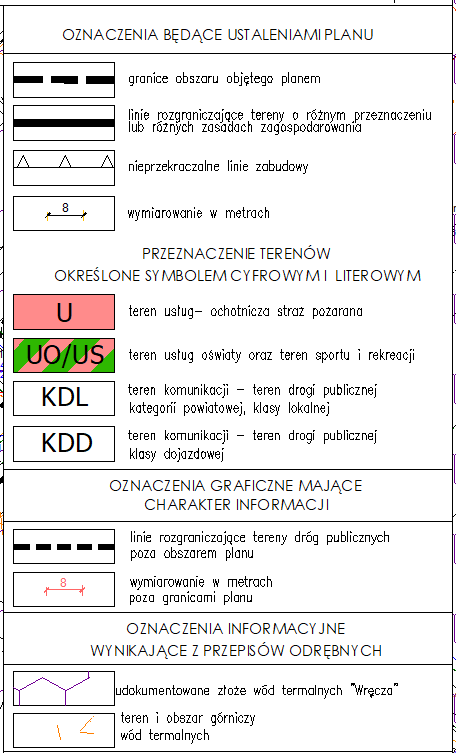 OZNACZENIA BĘDĄCE USTALENIAMI PLANU
granice obszaru objętego planem
linie rozgraniczające tereny o różnym przeznaczeniu
lub różnych zasadach zagospodarowania
nieprzekraczalne linie zabudowy
8
wymiarowanie w metrach
PRZEZNACZENIE TERENÓW
OKREŚLONE SYMBOLEM CYFROWYM I LITEROWYM
U
teren usług- ochotnicza straż pożarana
UO/US
teren usług oświaty oraz teren sportu i rekreacji
KDL
teren komunikacji - teren drogi publicznej
kategorii powiatowej, klasy lokalnej
KDD
teren komunikacji - teren drogi publicznej
klasy dojazdowej
OZNACZENIA GRAFICZNE MAJĄCE
CHARAKTER INFORMACJI
linie rozgraniczające tereny dróg publicznych
poza obszarem planu
8
wymiarowanie w metrach
poza granicami planu
OZNACZENIA INFORMACYJNE
WYNIKAJĄCE Z PRZEPISÓW ODRĘBNYCH
udokumentowane złoże wód termalnych "Wręcza"
teren i obszar górniczy
wód termalnych